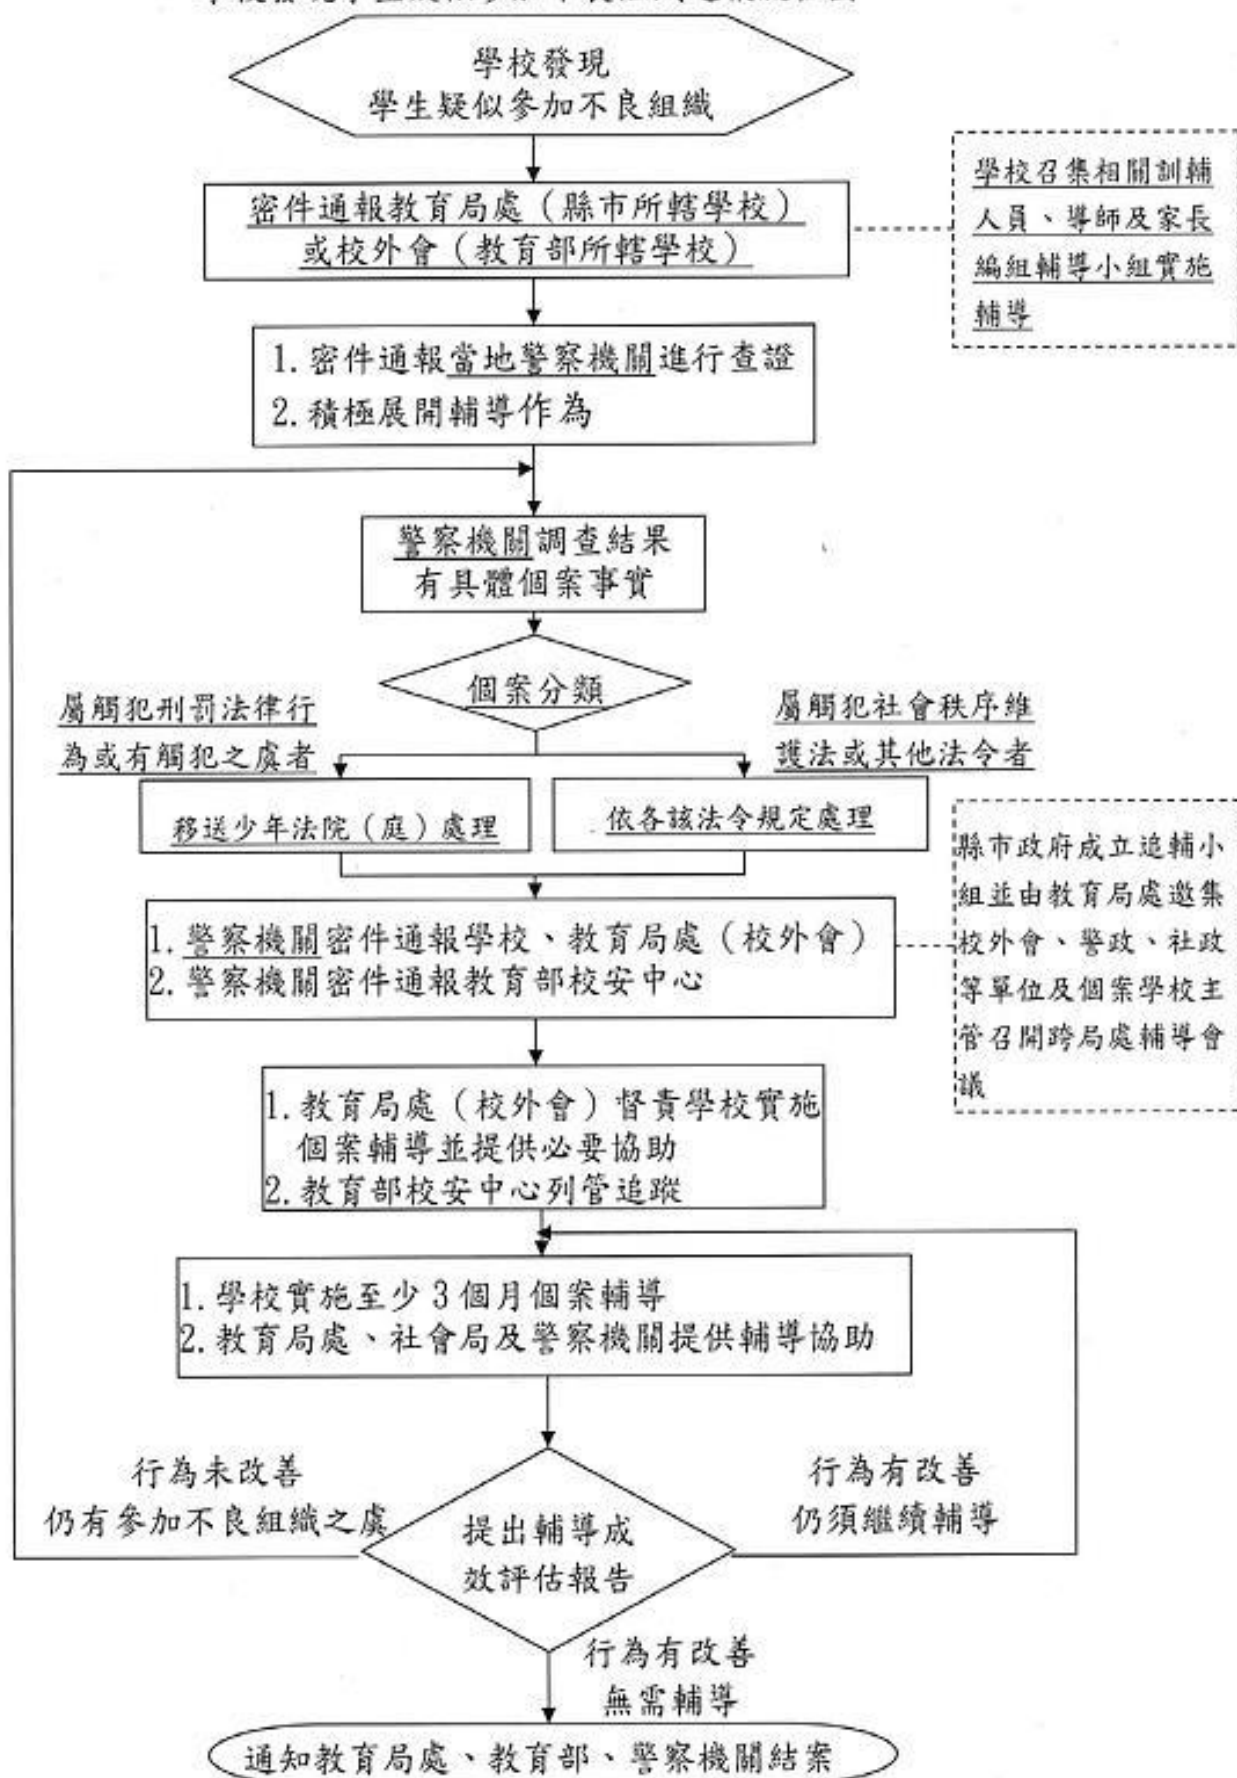 學校發現
學生疑似參加不良組織
密件通報教育局處（縣市所轄學校）
或校外會（教育部所轄學校）
學校召集相關訓輔
人員、導師及家長
編組輔導小組實施
輔導
1.密件通報當地警察機關進行查證
2.積極展開輔導作為
警察機關調查結果
有具體個案事實
個案分類
屬觸犯刑罰法律行
為或有觸犯之虞者
屬觸犯社會秩序維
護法或其他法令者
移送少年法院（庭）處理
依各該法令規定處理
1.警察機關密件通報學校、教育局處（校外會）
2.警察機關密件通報教育部校安中心
縣市政府成立追輔小
組並由教育局處邀集
校外會、警政、社政
等單位及個案學校主
管召開跨局處輔導會
議
1.教育局處（校外會）督責學校實施
個案輔導並提供必要協助
2.教育部校安中心列管追蹤
1.學校實施至少3個月個案輔導
2.教育局處、社會局及警察機關提供輔導協助
行為未改善
仍有參加不良組織之虞
提出輔導成
效評估報告
行為有改善
仍須繼續輔導
行為有改善
無需輔導
通知教育局處、教育部、警察機關結案